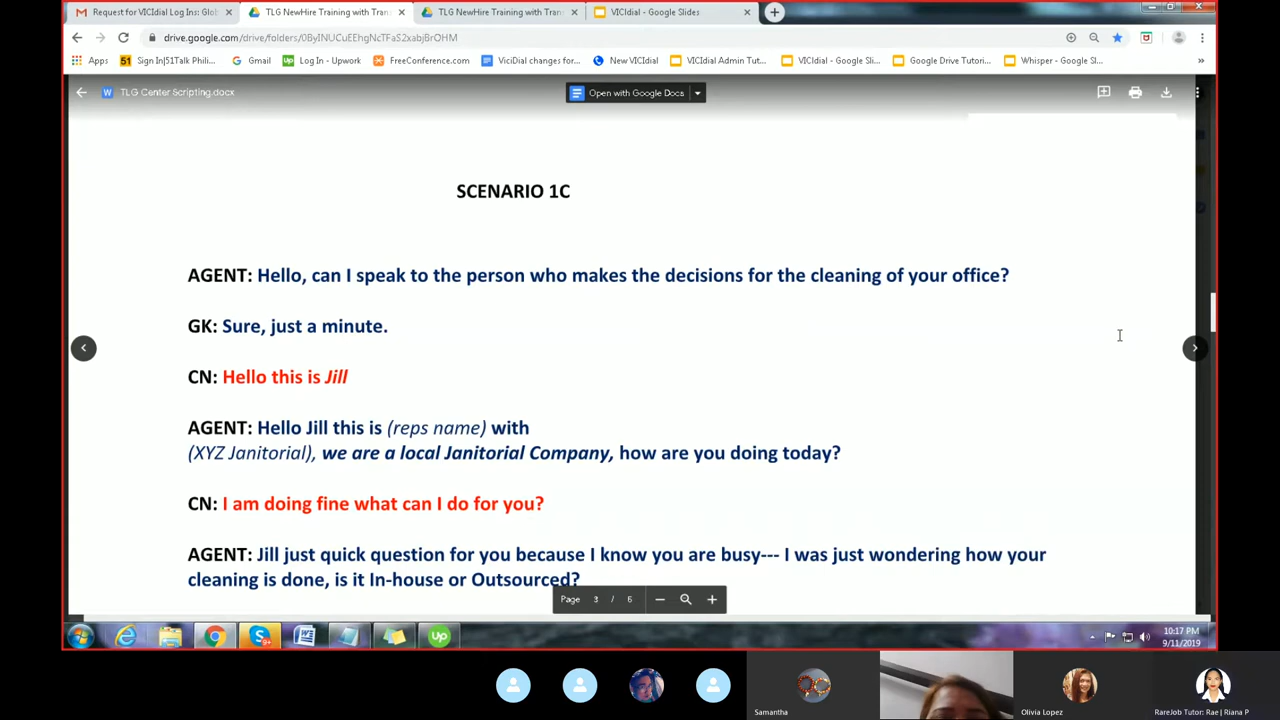 Request for VICIdial Log Ins: Glob
TLG NewHire Training with Tran
TLG NewHire Training with Tran
VICIdial - Google Slides
drive.google.com/drive/folders/0ByINUCuEEhgNcTFaS2xabjBrOHM
Apps
Sign In|51Talk Phili...
Gmail
Log In - Upwork
FreeConference.com
ViciDial changes for...
New VICIdial
VICIdial Admin Tut...
VICIdial - Google Sli...
Google Drive Tutori...
Whisper - Google Sl...
TLG Center Scripting.docx
Open with Google Docs
SCENARIO 1C
AGENT: Hello, can I speak to the person who makes the decisions for the cleaning of your office?
GK: Sure, just a minute.
CN: Hello this is Jill
AGENT: Hello Jill this is (reps name) with
(XYZ Janitorial), we are a local Janitorial Company, how are you doing today?
CN: I am doing fine what can I do for you?
AGENT: Jill just quick question for you because I know you are busy--- I was just wondering how your
cleaning is done, is it In-house or Outsourced?
Page 3 / 6
10:17 PM
9/11/2019
Samantha
Olivia Lopez
RareJob Tutor: Rae | Riana P